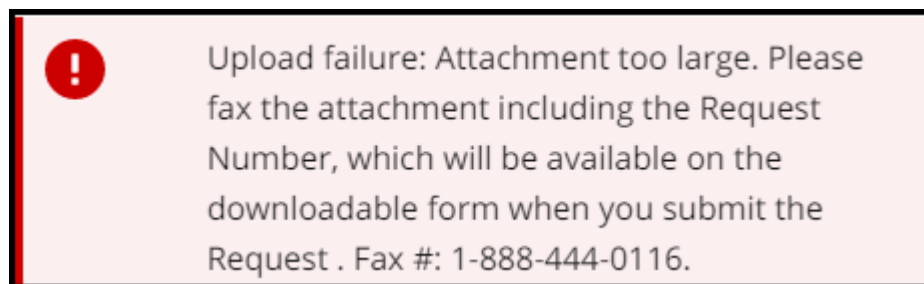 Upload failure: Attachment too large. Please
fax the attachment including the Request
Number, which will be available on the
downloadable form when you submit the
Request . Fax #: 1-888-444-0116.